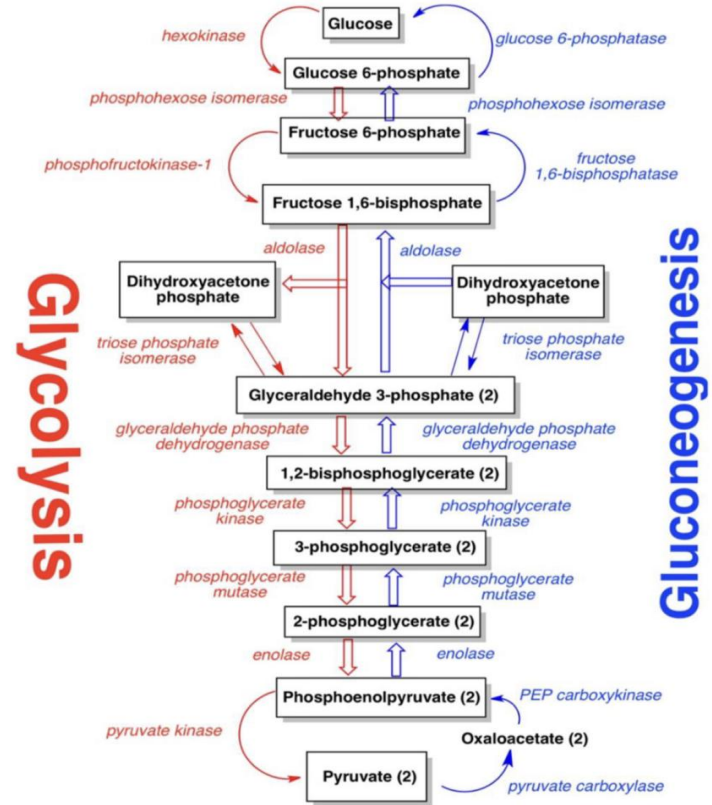 Glucose
hexokinase
glucose 6-phosphatase
Glucose 6-phosphate
phosphohexose isomerase
phosphohexose isomerase
Fructose 6-phosphate
phosphofructokinase-1
fructose
1,6-bisphosphatase
Fructose 1,6-bisphosphate
aldolase
aldolase
Dihydroxyacetone
phosphate
Dihydroxyacetone
phosphate
triose phosphate
isomerase
triose phosphate
isomerase
Glyceraldehyde 3-phosphate (2)
glyceraldehyde phosphate
dehydrogenase
glyceraldehyde phosphate
dehydrogenase
1,2-bisphosphoglycerate (2)
phosphoglycerate
kinase
phosphoglycerate
kinase
3-phosphoglycerate (2)
phosphoglycerate
mutase
phosphoglycerate
mutase
2-phosphoglycerate (2)
enolase
enolase
Phosphoenolpyruvate (2)
PEP carboxykinase
pyruvate kinase
Oxaloacetate (2)
Pyruvate (2)
pyruvate carboxylase
Glycolysis
Gluconeogenesis